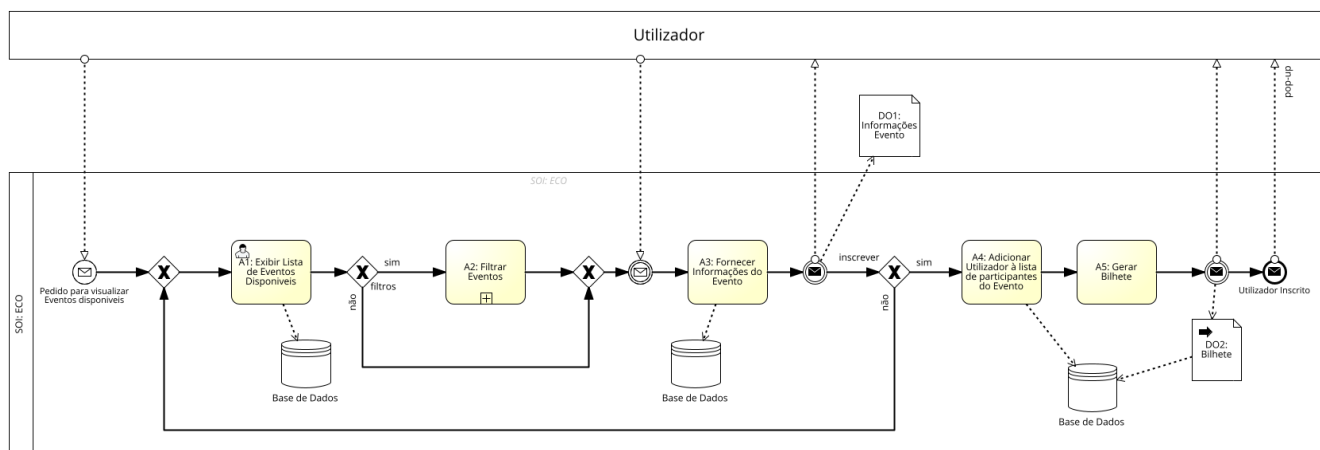 Utilizador
pop-up
DO1:
Informações
Evento
SOI: ECO
SOI: ECO
Pedido para visualizar
Eventos disponiveis
A1: Exibir Lista
de Eventos
Disponiveis
sim
filtros
não
A2: Filtrar
Eventos
A3: Fornecer
Informações do
Evento
inscrever
sim
não
A4: Adicionar
Utilizador à lista
de participantes
do Evento
A5: Gerar
Bilhete
Utilizador Inscrito
DO2:
Bilhete
Base de Dados
Base de Dados
Base de Dados